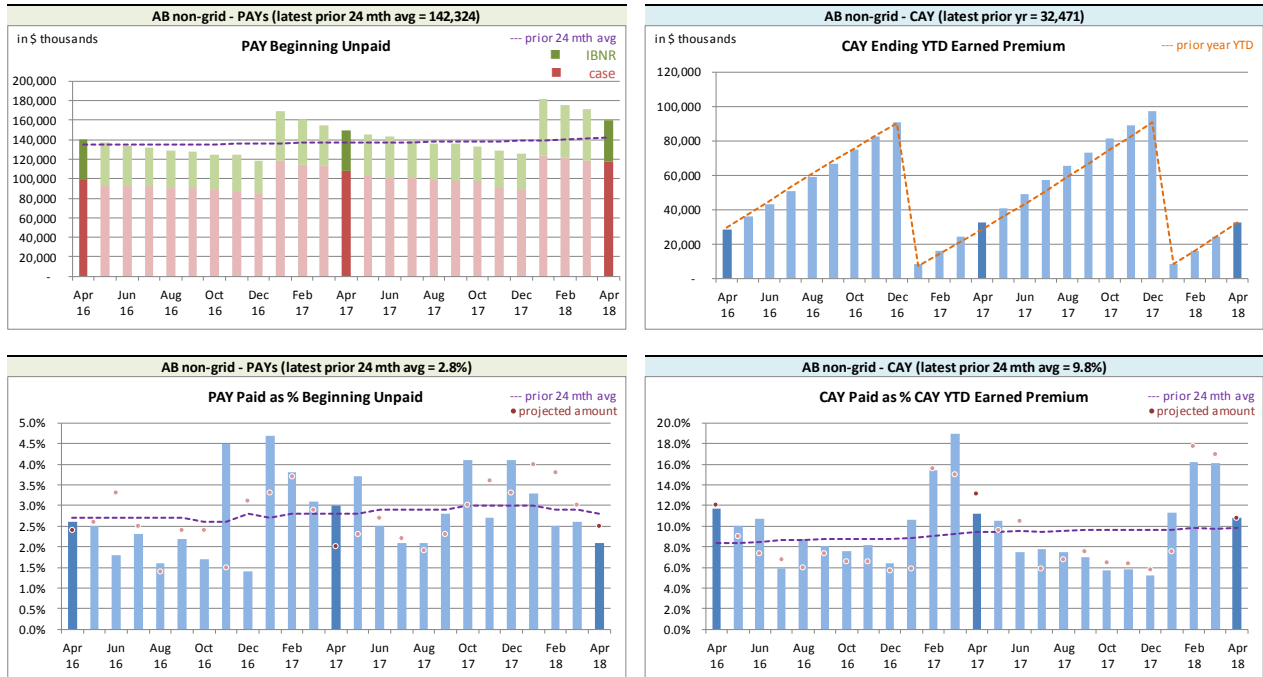 AB non-grid - PAYs (latest prior 24 mth avg = 142,324)
in $ thousands
PAY Beginning Unpaid
--- prior 24 mth avg
IBNR
case
200,000
180,000
160,000
140,000
120,000
100,000
80,000
60,000
40,000
20,000
-
Apr Jun Aug Oct Dec Feb Apr Jun Aug Oct Dec Feb Apr
16 16 16 16 16 17 17 17 17 17 17 18 18
AB non-grid - CAY (latest prior yr = 32,471)
in $ thousands
CAY Ending YTD Earned Premium
--- prior year YTD
120,000
100,000
80,000
60,000
40,000
20,000
-
Apr Jun Aug Oct Dec Feb Apr Jun Aug Oct Dec Feb Apr
16 16 16 16 16 17 17 17 17 17 17 18 18
AB non-grid - PAYs (latest prior 24 mth avg = 2.8%)
PAY Paid as % Beginning Unpaid
--- prior 24 mth avg
projected amount
5.0%
4.5%
4.0%
3.5%
3.0%
2.5%
2.0%
1.5%
1.0%
0.5%
0.0%
Apr Jun Aug Oct Dec Feb Apr Jun Aug Oct Dec Feb Apr
16 16 16 16 16 17 17 17 17 17 17 18 18
AB non-grid - CAY (latest prior 24 mth avg = 9.8%)
CAY Paid as % CAY YTD Earned Premium
--- prior 24 mth avg
projected amount
20.0%
18.0%
16.0%
14.0%
12.0%
10.0%
8.0%
6.0%
4.0%
2.0%
0.0%
Apr Jun Aug Oct Dec Feb Apr Jun Aug Oct Dec Feb Apr
16 16 16 16 16 17 17 17 17 17 17 18 18